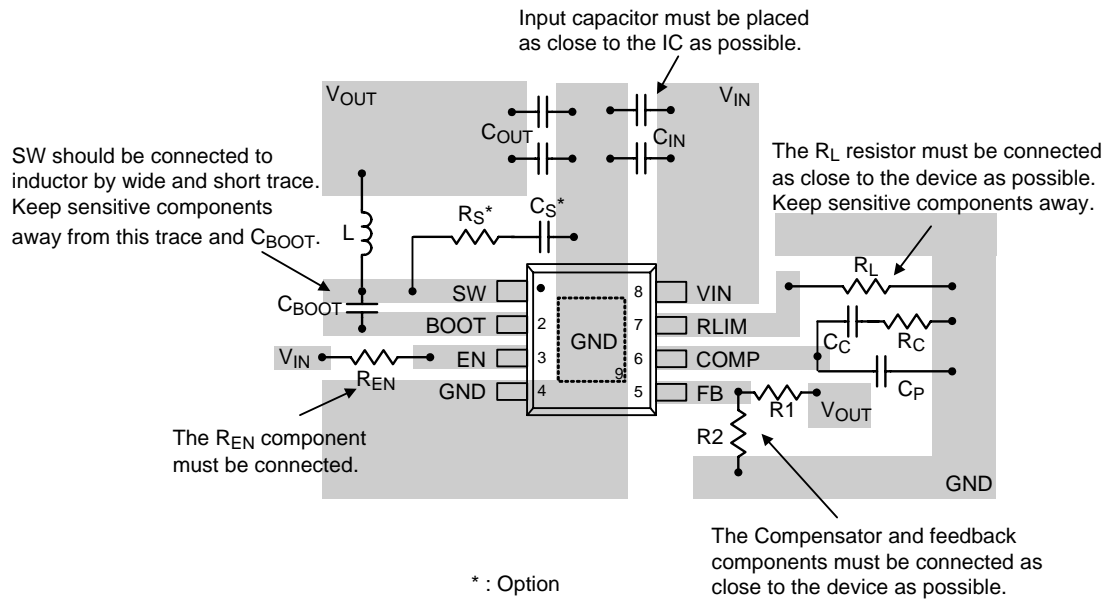 Input capacitor must be placed
as close to the IC as possible.
VOUT
VIN
COUT
CIN
SW should be connected to
inductor by wide and short trace.
Keep sensitive components
away from this trace and CBOOT.
The RL resistor must be connected
as close to the device as possible.
Keep sensitive components away.
L
RS*
CS*
RL
CBOOT
SW
8
VIN
BOOT
2
7
RLIM
GND
CC
RC
VIN
REN
EN
3
6
COMP
9
GND
4
5
FB
CP
R1
VOUT
R2
The REN component
must be connected.
GND
The Compensator and feedback
components must be connected as
close to the device as possible.
* : Option